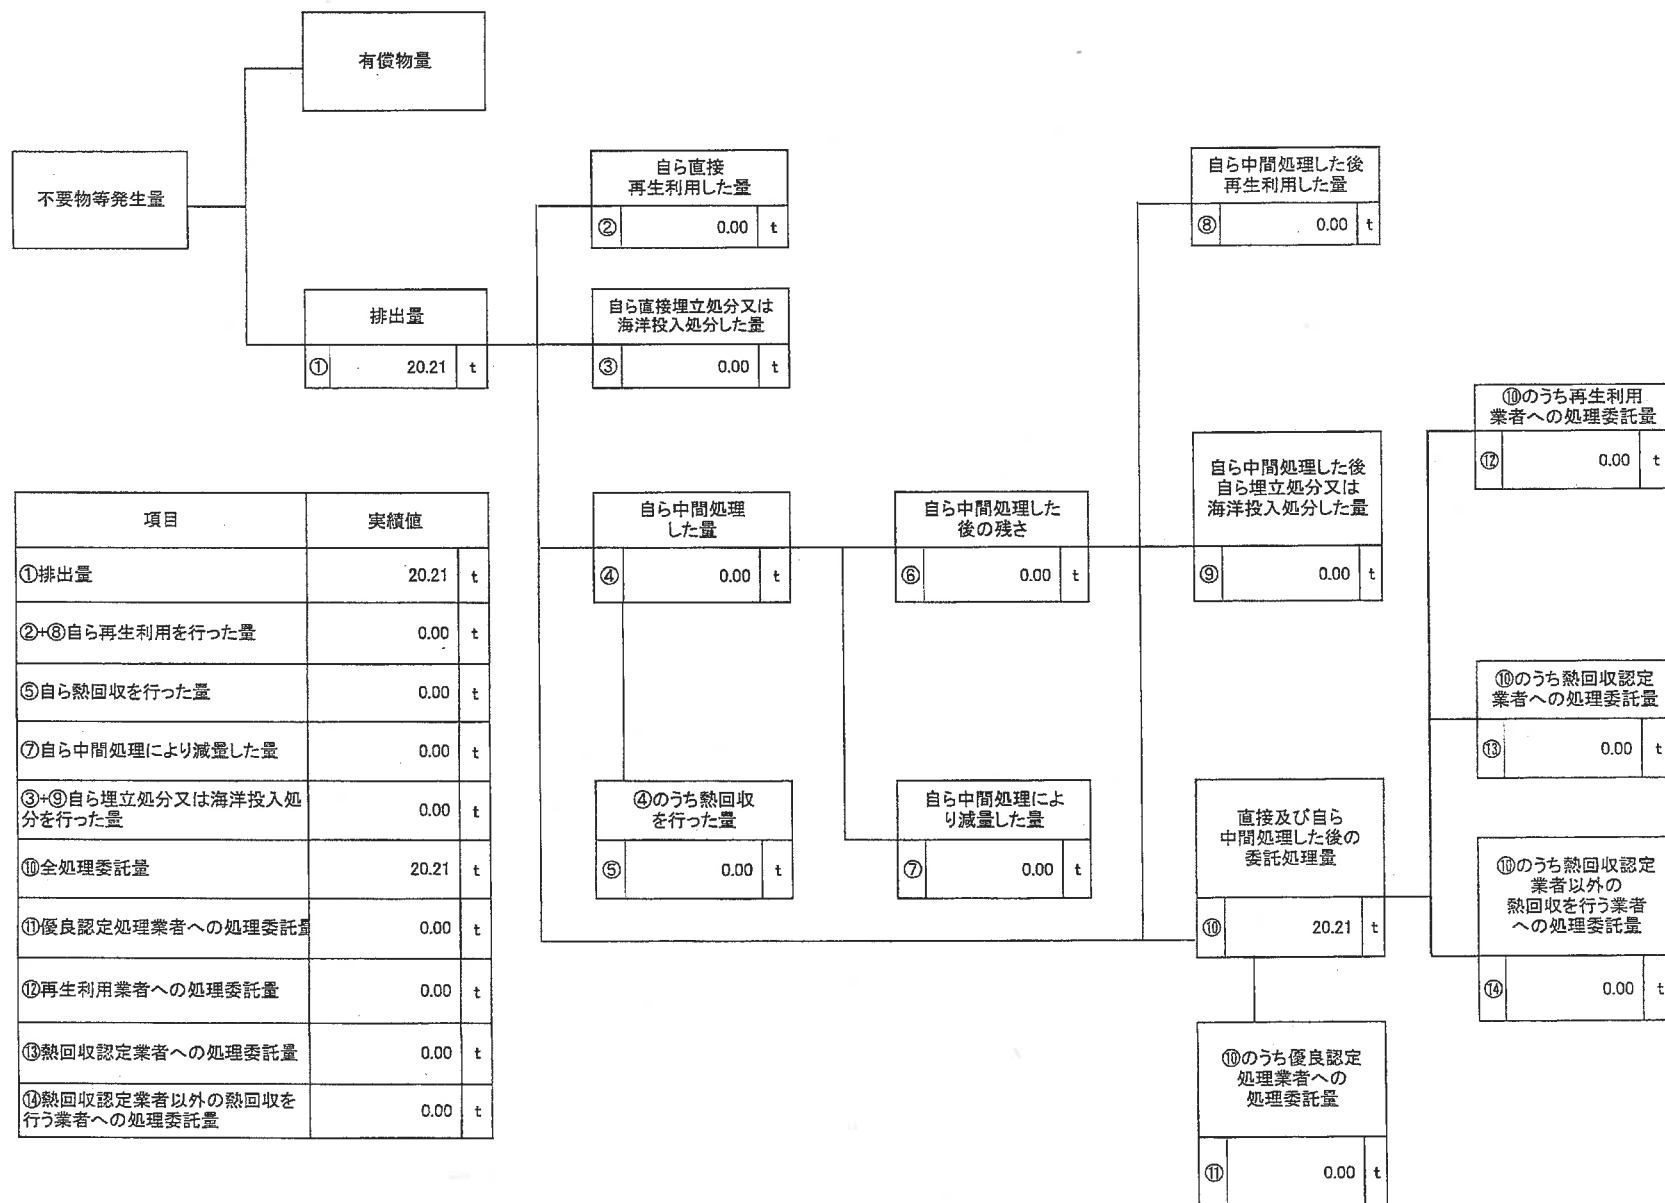 有償物量
不要物等発生量
自ら直接
再生利用した量
② 0.00 t
自ら中間処理した後
再生利用した量
⑧ 0.00 t
排出量
① 20.21 t
自ら直接埋立処分又は
海洋投入処分した量
③ 0.00 t
⑩のうち再生利用
業者への処理委託量
⑫ 0.00 t
自ら中間処理した後
自ら埋立処分又は
海洋投入処分した量
⑨ 0.00 t
自ら中間処理
した量
④ 0.00 t
自ら中間処理した
後の残さ
⑥ 0.00 t
項目 実績値
①排出量 20.21 t
②+⑧自ら再生利用を行った量 0.00 t
⑤自ら熱回収を行った量 0.00 t
⑦自ら中間処理により減量した量 0.00 t
③+⑨自ら埋立処分又は海洋投入処
分を行った量 0.00 t
⑩全処理委託量 20.21 t
⑪優良認定処理業者への処理委託量 0.00 t
⑫再生利用業者への処理委託量 0.00 t
⑬熱回収認定業者への処理委託量 0.00 t
⑭熱回収認定業者以外の熱回収を
行う業者への処理委託量 0.00 t
⑩のうち熱回収認定
業者への処理委託量
⑬ 0.00 t
④のうち熱回収
を行った量
⑤ 0.00 t
自ら中間処理によ
り減量した量
⑦ 0.00 t
直接及び自ら
中間処理した後の
委託処理量
⑩ 20.21 t
⑩のうち熱回収認定
業者以外の
熱回収を行う業者
への処理委託量
⑭ 0.00 t
⑩のうち優良認定
処理業者への
処理委託量
⑪ 0.00 t